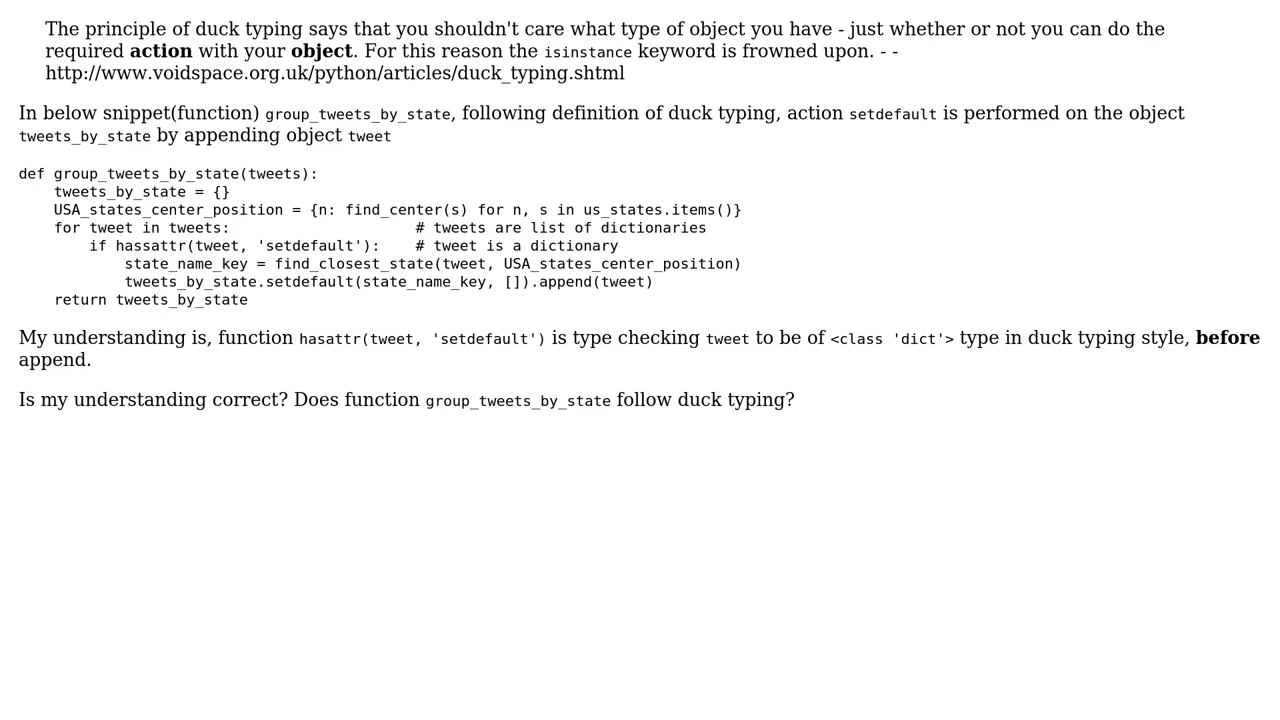 The principle of duck typing says that you shouldn't care what type of object you have - just whether or not you can do the
required action with your object. For this reason the isinstance keyword is frowned upon. - -
http://www.voidspace.org.uk/python/articles/duck_typing.shtml
In below snippet(function) group_tweets_by_state, following definition of duck typing, action setdefault is performed on the object
tweets_by_state by appending object tweet
def group_tweets_by_state(tweets):
    tweets_by_state = {}
    USA_states_center_position = {n: find_center(s) for n, s in us_states.items()}
    for tweet in tweets:                     # tweets are list of dictionaries
        if hassattr(tweet, 'setdefault'):    # tweet is a dictionary
            state_name_key = find_closest_state(tweet, USA_states_center_position)
            tweets_by_state.setdefault(state_name_key, []).append(tweet)
    return tweets_by_state
My understanding is, function hasattr(tweet, 'setdefault') is type checking tweet to be of <class 'dict'> type in duck typing style, before
append.
Is my understanding correct? Does function group_tweets_by_state follow duck typing?